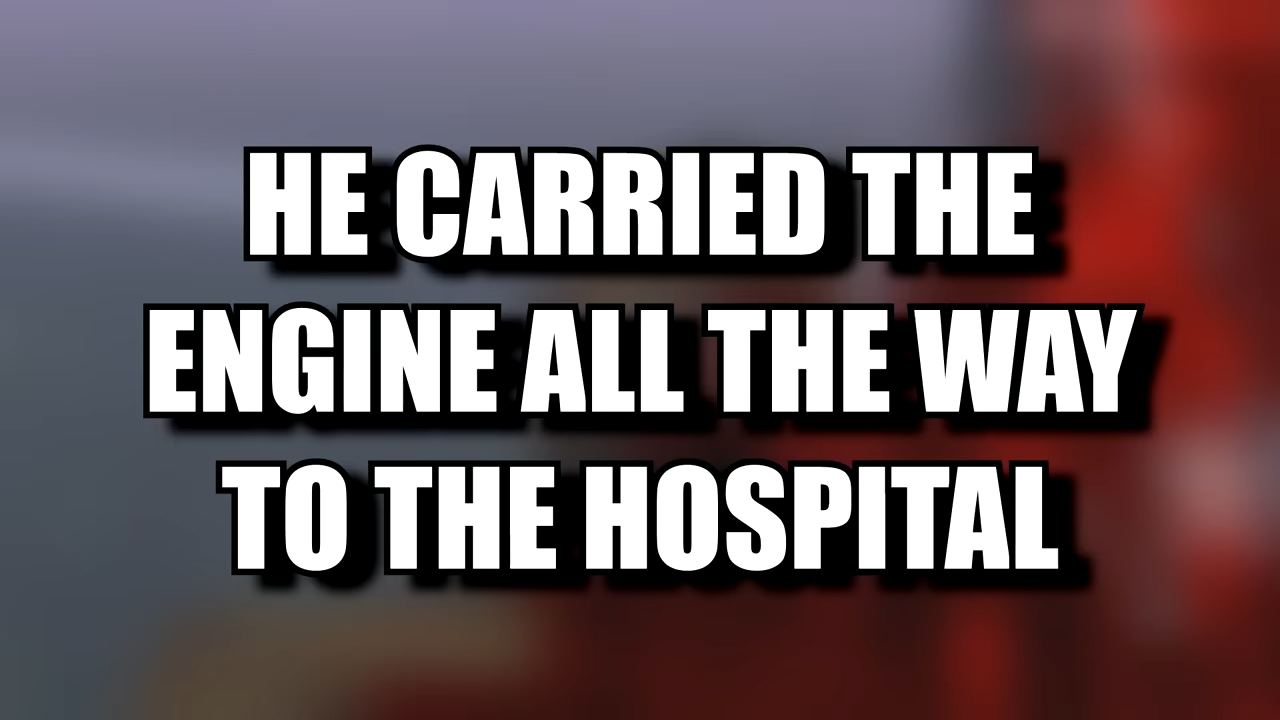 HE CARRIED THE
ENGINE ALL THE WAY
TO THE HOSPITAL